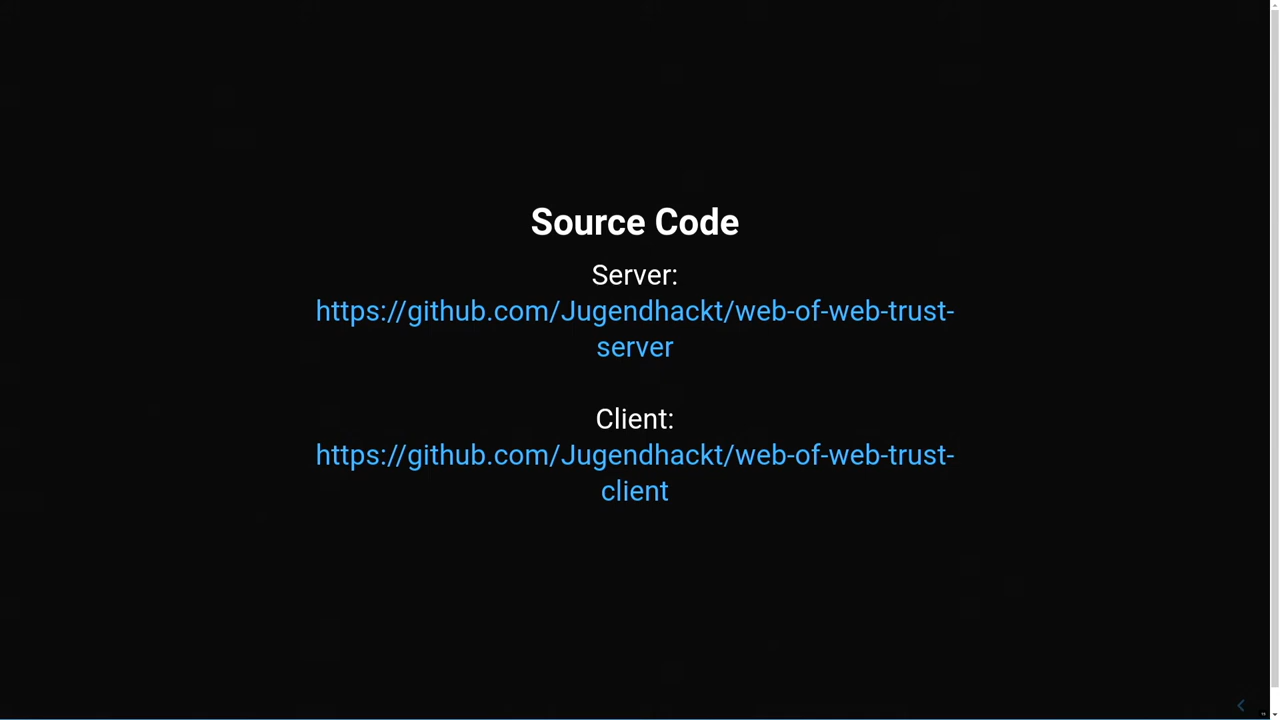 Source Code
Server:
https://github.com/Jugendhackt/web-of-web-trust-
server
Client:
https://github.com/Jugendhackt/web-of-web-trust-
client